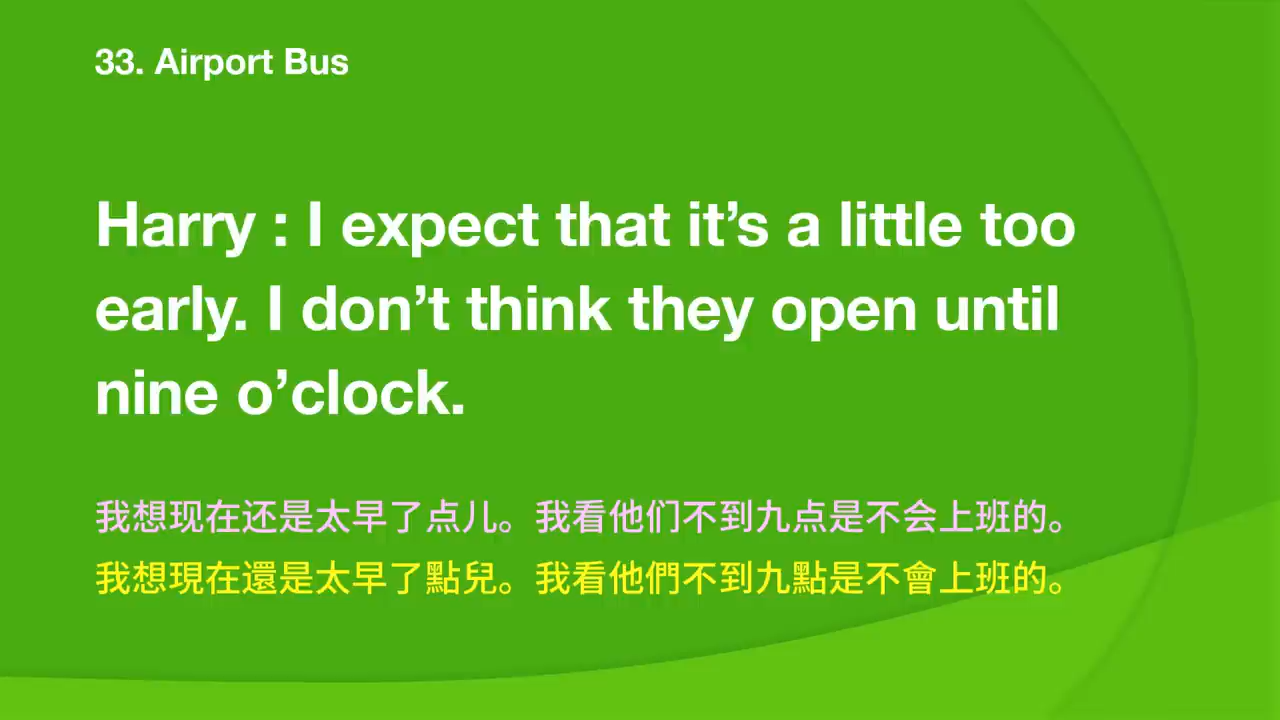 33. Airport Bus
Harry : I expect that it’s a little too
early. I don’t think they open until
nine o’clock.
我想现在还是太早了点儿。我看他们不到九点是不会上班的。
我想現在還是太早了點兒。我看他們不到九點是不會上班的。